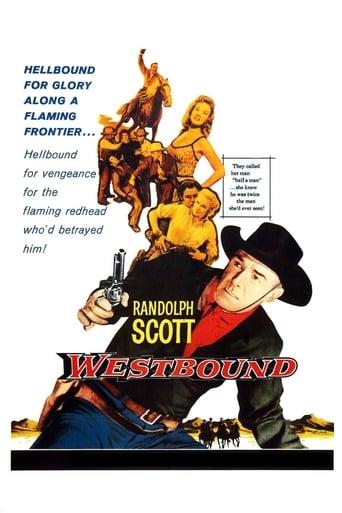 HELLBOUND
FOR GLORY
ALONG A
FLAMING
FRONTIER...
Hellbound
for vengeance
for the
flaming redhead
who'd betrayed
him!
They called
her man
"half a man"
...she knew
he was twice
the man
she'd ever seen!
RANDOLPH
SCOTT
WESTBOUND